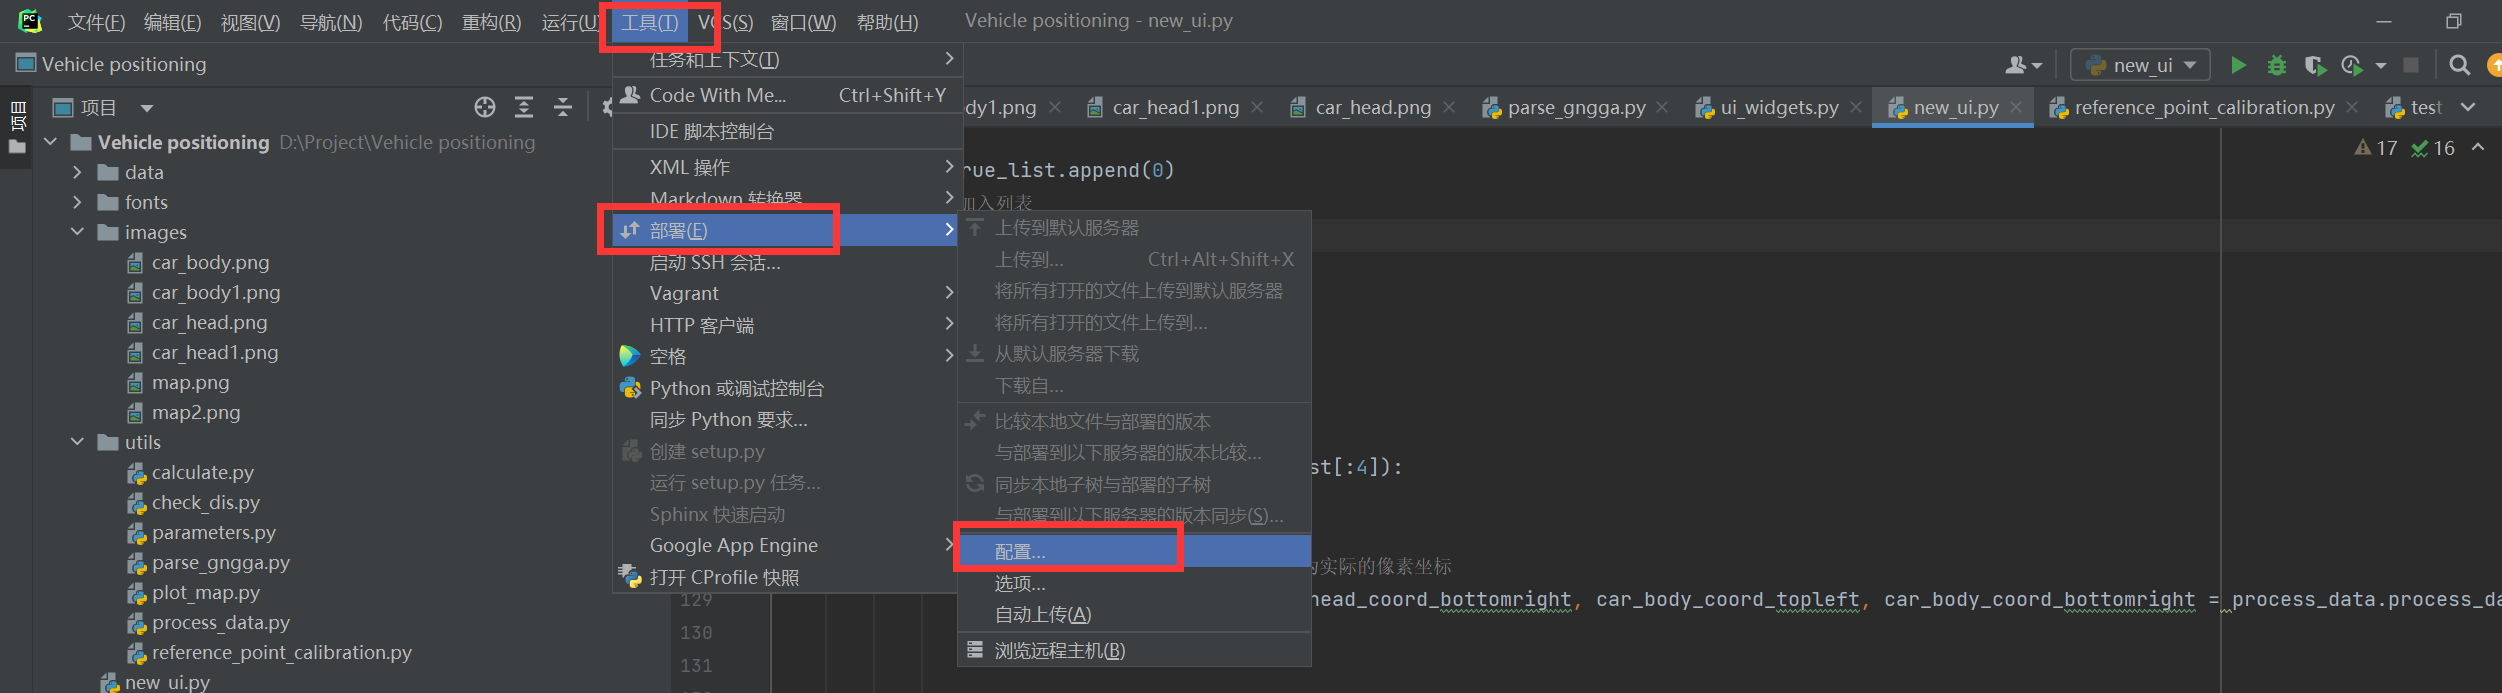 文件(F) 编辑(E) 视图(V) 导航(N) 代码(C) 重构(R) 运行(U) 工具(T) VCS(S) 窗口(W) 帮助(H) Vehicle positioning - new_ui.py
Vehicle positioning
new_ui
项目
项目
dy1.png
car_head1.png
car_head.png
parse_gngga.py
ui_widgets.py
new_ui.py
reference_point_calibration.py
test
17 16
Vehicle positioning D:\Project\Vehicle positioning
data
fonts
images
car_body.png
car_body1.png
car_head.png
car_head1.png
map.png
map2.png
utils
calculate.py
check_dis.py
parameters.py
parse_gngga.py
plot_map.py
process_data.py
reference_point_calibration.py
new_ui.py
任务和上下文(T)
Code With Me... Ctrl+Shift+Y
IDE 脚本控制台
XML 操作
Markdown 转换器
部署(E)
启动 SSH 会话...
Vagrant
HTTP 客户端
空格
Python 或调试控制台
同步 Python 要求...
创建 setup.py
运行 setup.py 任务...
Sphinx 快速启动
Google App Engine
打开 CProfile 快照
上传到默认服务器
上传到... Ctrl+Alt+Shift+X
将所有打开的文件上传到默认服务器
将所有打开的文件上传到...
从默认服务器下载
下载自...
比较本地文件与部署的版本
与部署到以下服务器的版本比较...
同步本地子树与部署的子树
与部署到以下服务器的版本同步(S)...
配置...
选项...
自动上传(A)
浏览远程主机(B)
rue_list.append(0)
加入列表
st[:4]):
的实际的像素坐标
129 head_coord_bottomright, car_body_coord_topleft, car_body_coord_bottomright = process_data.process_da
130
131